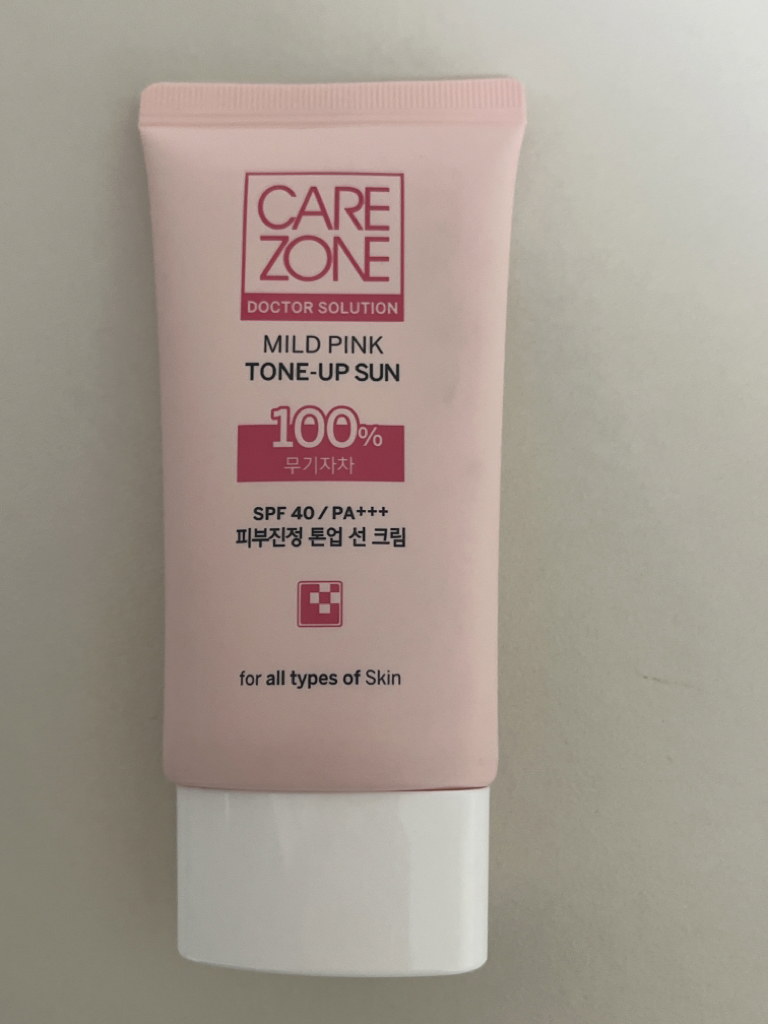 CARE
ZONE
DOCTOR SOLUTION
MILD PINK
TONE-UP SUN
100%
무기자차
SPF 40 / PA+++
피부진정 톤업 선 크림
for all types of Skin